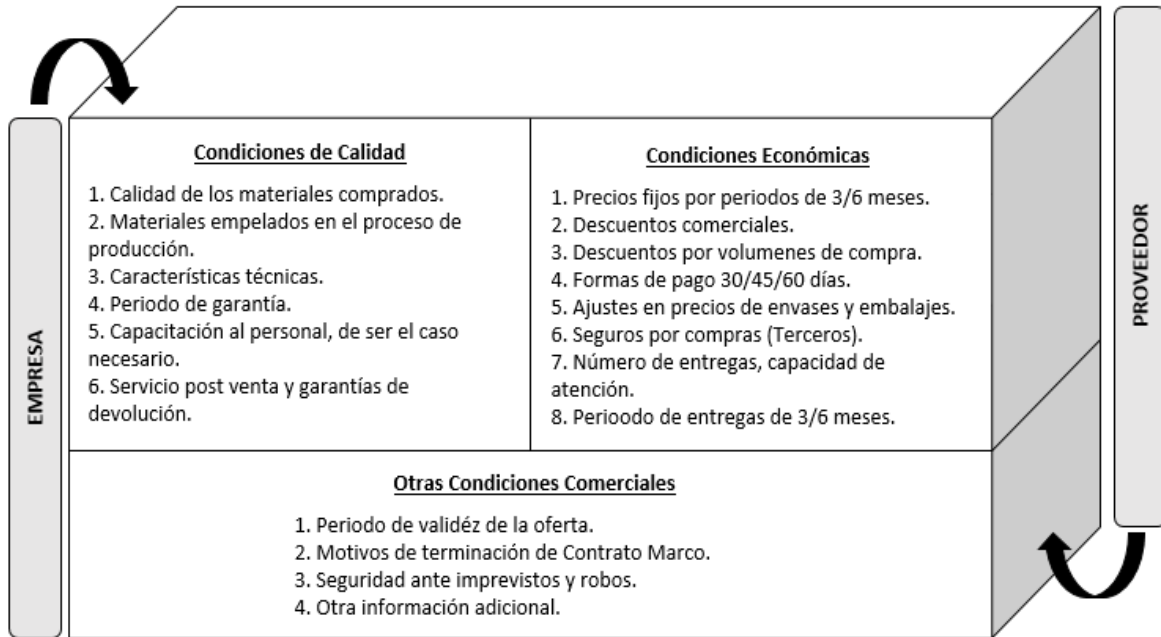 EMPRESA
Condiciones de Calidad
1. Calidad de los materiales comprados.
2. Materiales empelados en el proceso de
producción.
3. Características técnicas.
4. Periodo de garantía.
5. Capacitación al personal, de ser el caso
necesario.
6. Servicio post venta y garantías de
devolución.
Condiciones Económicas
1. Precios fijos por periodos de 3/6 meses.
2. Descuentos comerciales.
3. Descuentos por volumenes de compra.
4. Formas de pago 30/45/60 días.
5. Ajustes en precios de envases y embalajes.
6. Seguros por compras (Terceros).
7. Número de entregas, capacidad de
atención.
8. Perioodo de entregas de 3/6 meses.
Otras Condiciones Comerciales
1. Periodo de validéz de la oferta.
2. Motivos de terminación de Contrato Marco.
3. Seguridad ante imprevistos y robos.
4. Otra información adicional.
PROVEEDOR